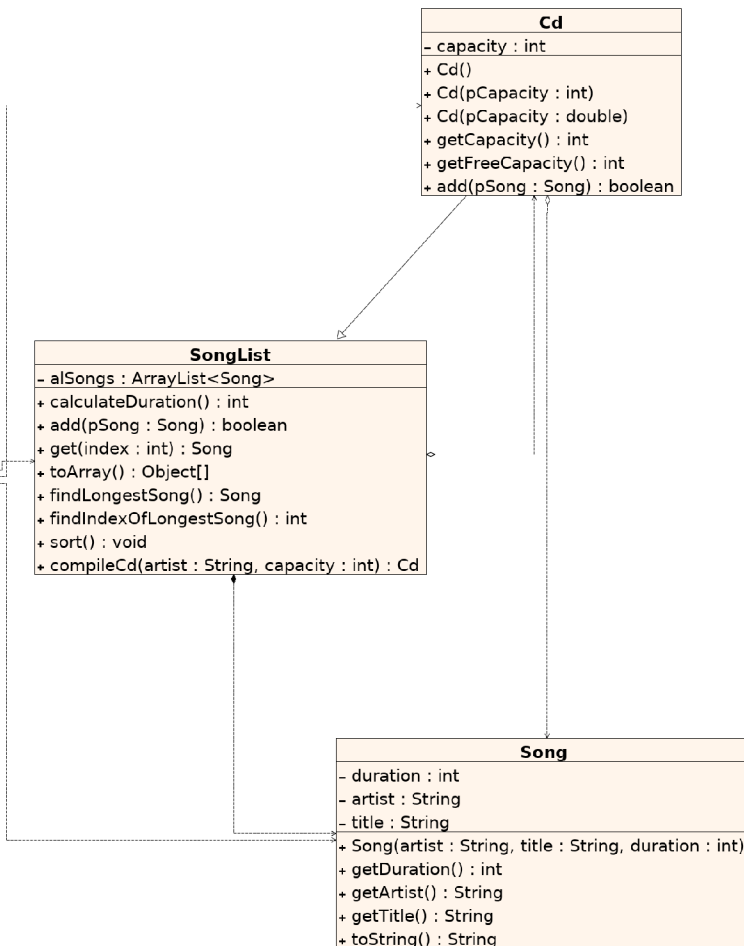 Cd
– capacity : int
+ Cd()
+ Cd(pCapacity : int)
+ Cd(pCapacity : double)
+ getCapacity() : int
+ getFreeCapacity() : int
+ add(pSong : Song) : boolean
SongList
– alSongs : ArrayList<Song>
+ calculateDuration() : int
+ add(pSong : Song) : boolean
+ get(index : int) : Song
+ toArray() : Object[]
+ findLongestSong() : Song
+ findIndexOfLongestSong() : int
+ sort() : void
+ compileCd(artist : String, capacity : int) : Cd
Song
– duration : int
– artist : String
– title : String
+ Song(artist : String, title : String, duration : int)
+ getDuration() : int
+ getArtist() : String
+ getTitle() : String
+ toString() : String